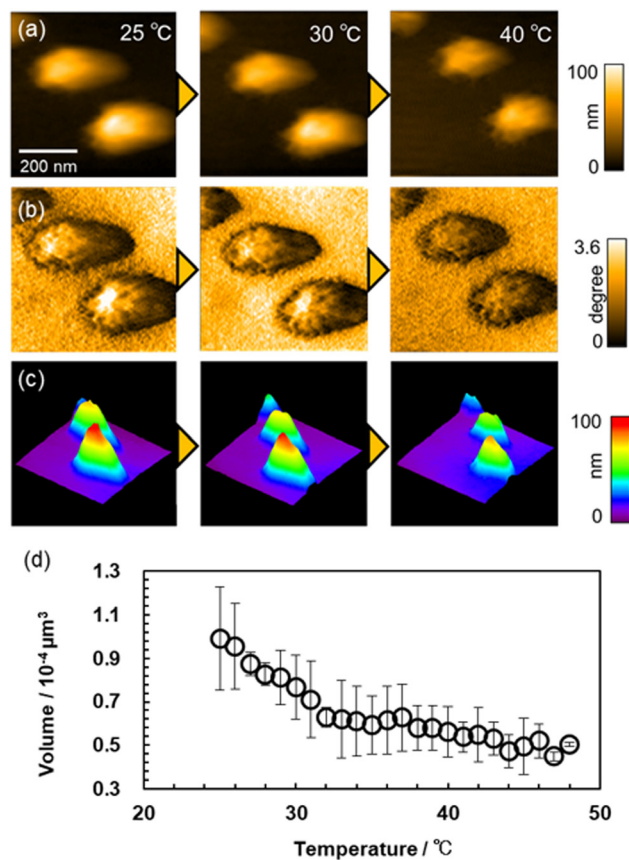 (a)
25 ℃
30 ℃
40 ℃
100
nm
0
200 nm
(b)
3.6
degree
0
(c)
100
nm
0
(d)
1.3
1.1
0.9
0.7
0.5
0.3
Volume / 10⁻⁴ μm³
20
30
40
50
Temperature / ℃